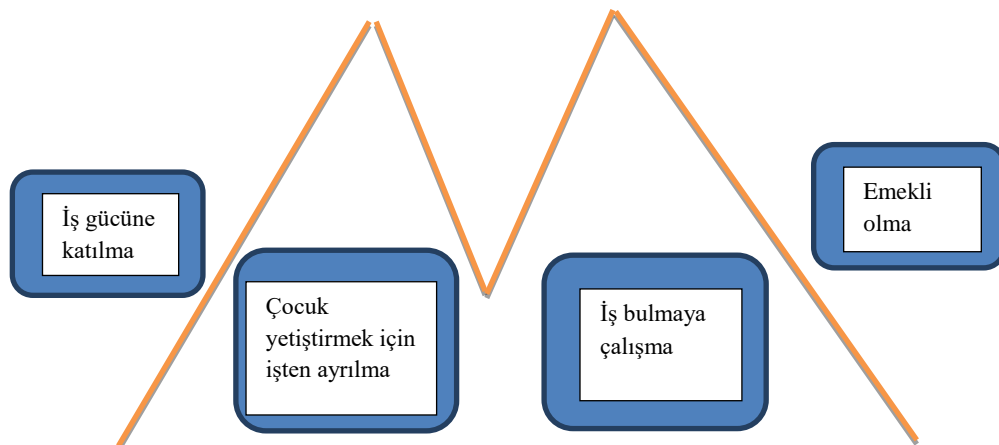 İş gücüne
katılma
Çocuk
yetiştirmek için
işten ayrılma
İş bulmaya
çalışma
Emekli
olma